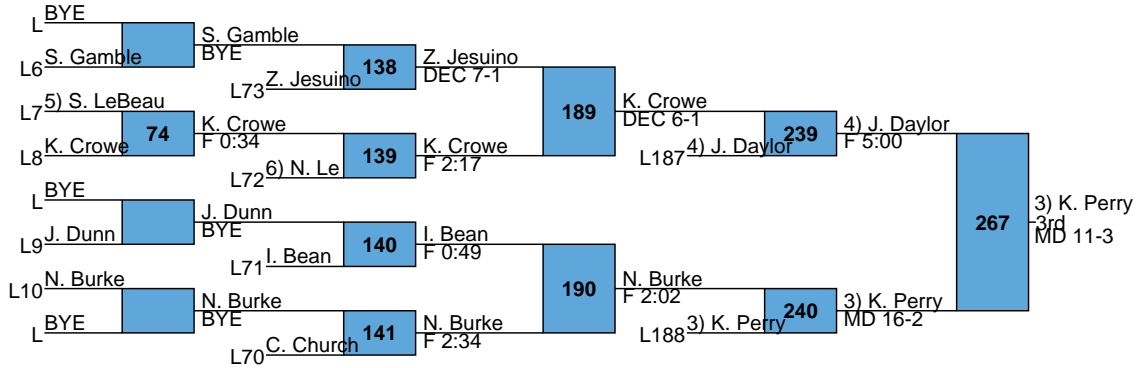 L BYE
L6 S. Gamble
S. Gamble
BYE
138
L73 Z. Jesuino
Z. Jesuino
DEC 7-1
L7 5) S. LeBeau
74
L8 K. Crowe
K. Crowe
F 0:34
139
L72 6) N. Le
K. Crowe
F 2:17
189
K. Crowe
DEC 6-1
L187 4) J. Daylor
239
4) J. Daylor
F 5:00
L BYE
L9 J. Dunn
J. Dunn
BYE
140
L71 I. Bean
I. Bean
F 0:49
L10 N. Burke
L BYE
N. Burke
BYE
141
L70 C. Church
N. Burke
F 2:34
190
N. Burke
F 2:02
L188 3) K. Perry
240
3) K. Perry
MD 16-2
267
3) K. Perry
3rd
MD 11-3